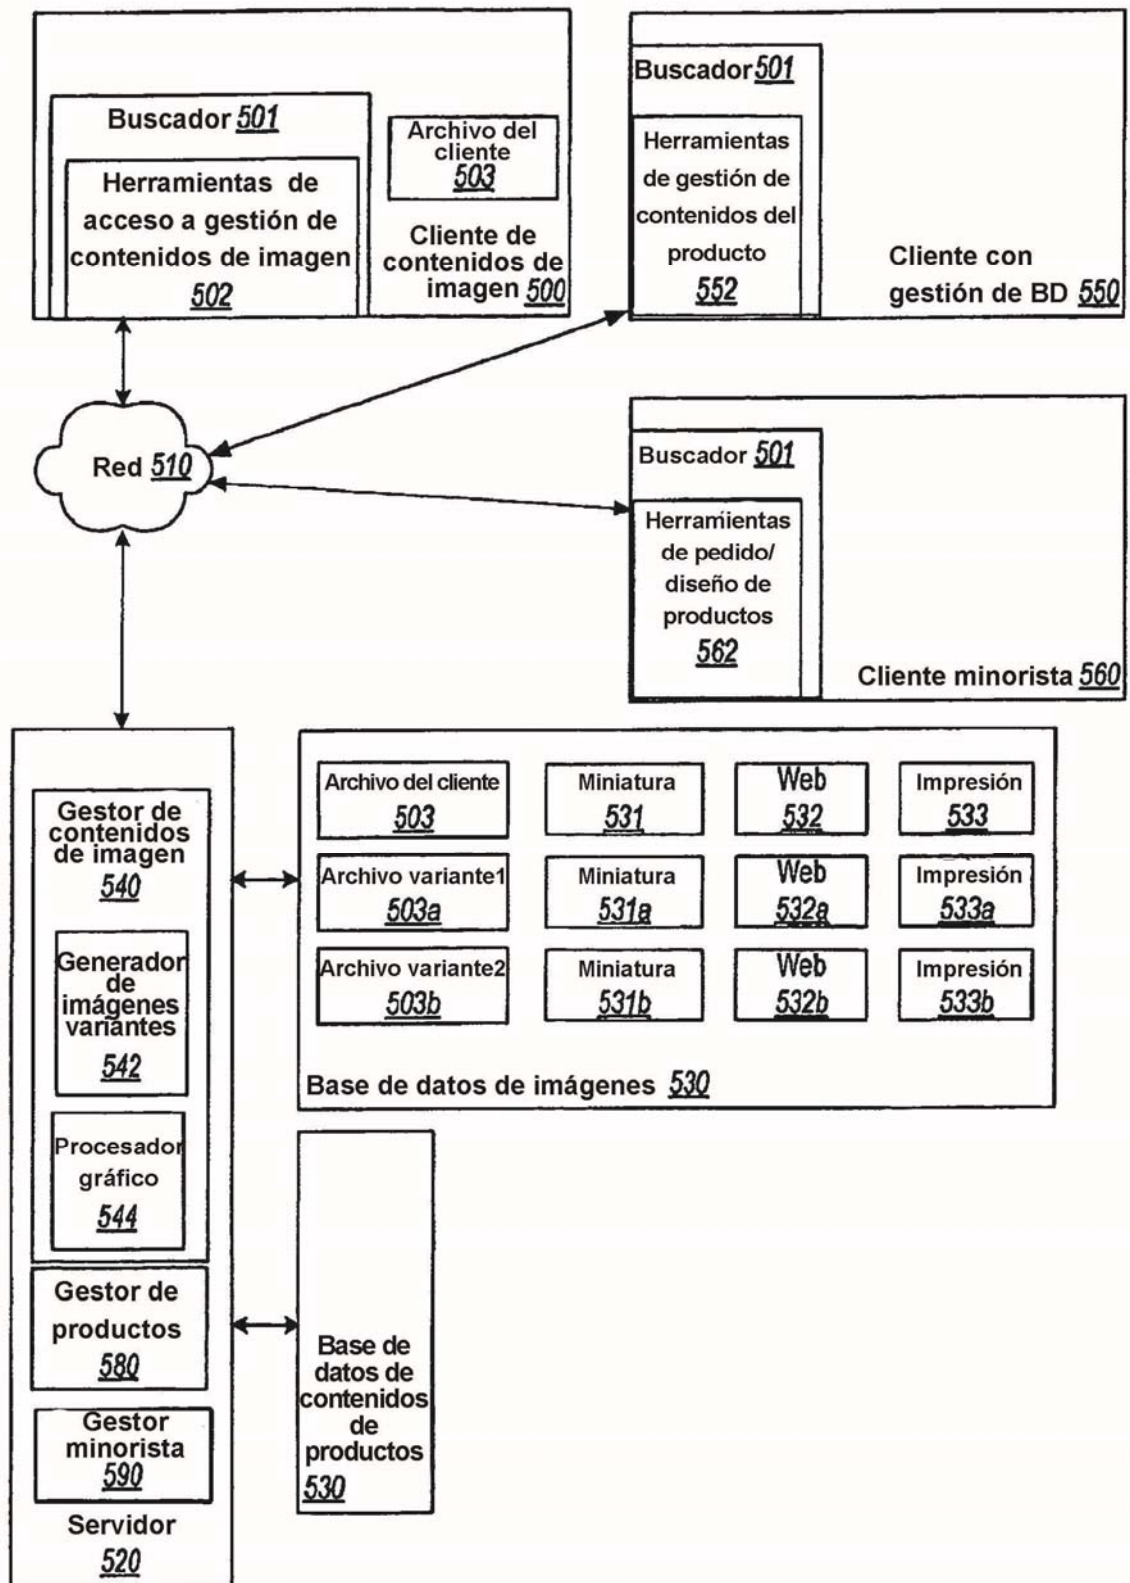 Buscador 501
Herramientas de
acceso a gestión de
contenidos de imagen
502
Archivo del
cliente
503
Cliente de
contenidos de
imagen 500
Buscador 501
Herramientas
de gestión de
contenidos del
producto
552
Cliente con
gestión de BD 550
Red 510
Buscador 501
Herramientas
de pedido/
diseño de
productos
562
Cliente minorista 560
Gestor de
contenidos
de imagen
540
Generador
de
imágenes
variantes
542
Procesador
gráfico
544
Gestor de
productos
580
Gestor
minorista
590
Servidor
520
Archivo del cliente
503
Miniatura
531
Web
532
Impresión
533
Archivo variante1
503a
Miniatura
531a
Web
532a
Impresión
533a
Archivo variante2
503b
Miniatura
531b
Web
532b
Impresión
533b
Base de datos de imágenes 530
Base de
datos de
contenidos
de
productos
530